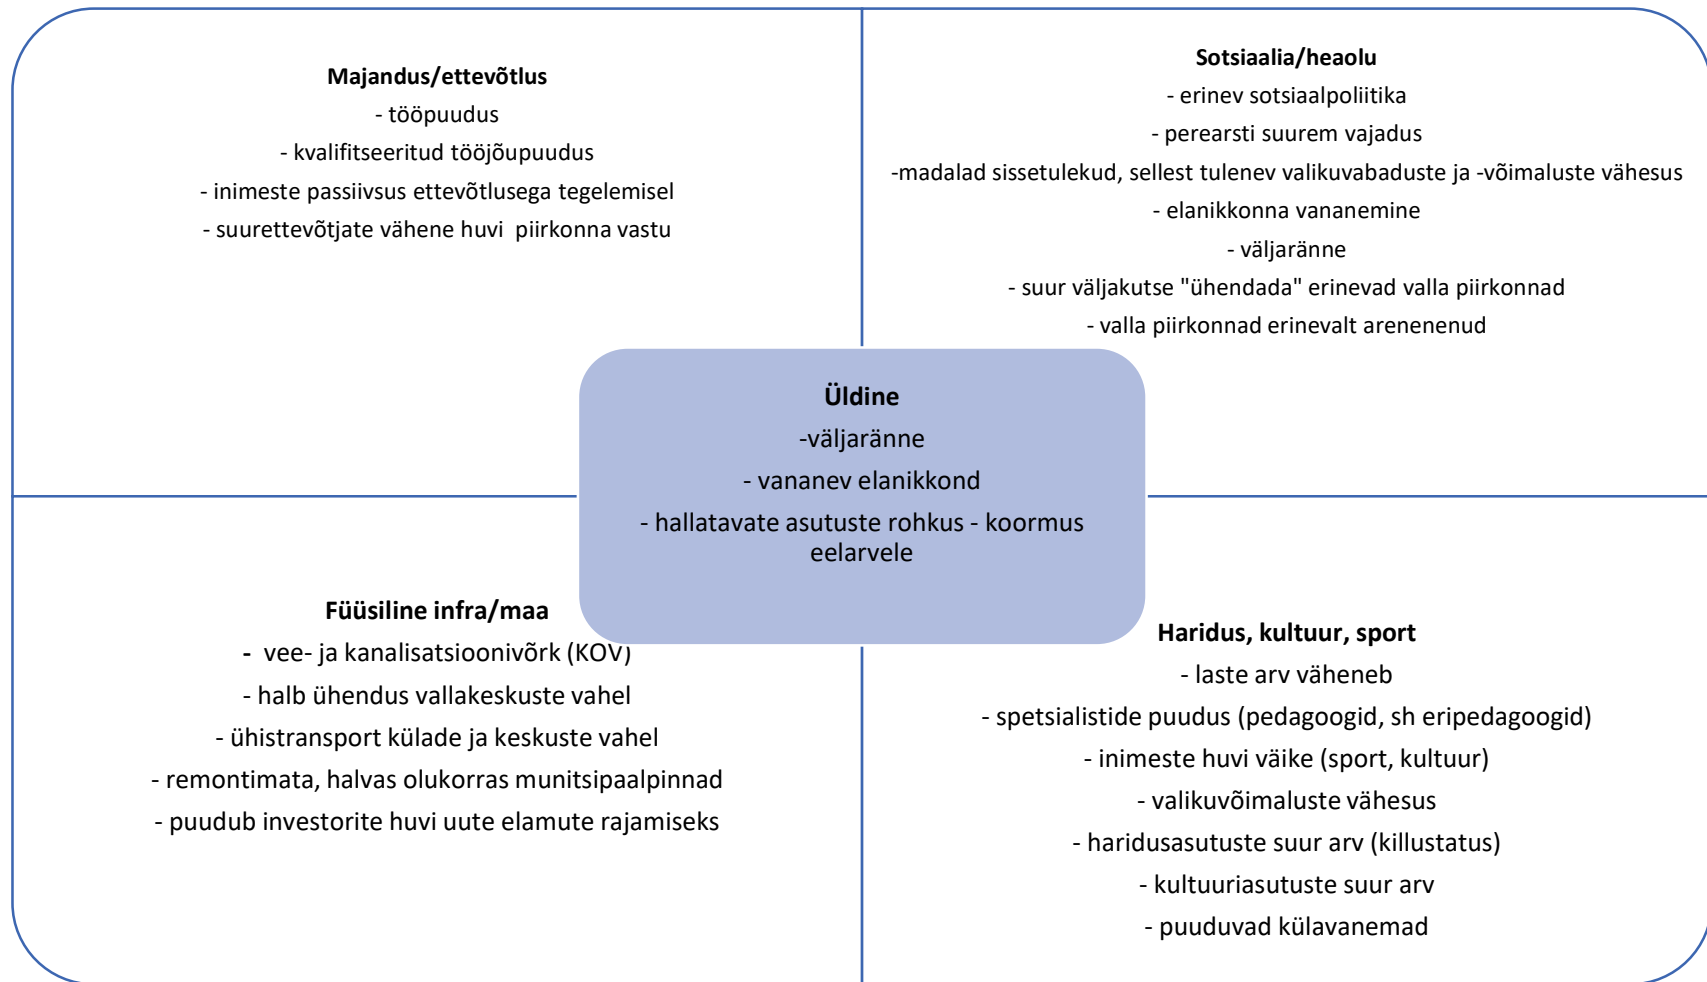 Majandus/ettevõtlus
- tööpuudus
- kvalifitseeritud tööjõupuudus
- inimeste passiivsus ettevõtlusega tegelemisel
- suurettevõtjate vähene huvi piirkonna vastu
Sotsiaalia/heaolu
- erinev sotsiaalpoliitika
- perearsti suurem vajadus
-madalad sissetulekud, sellest tulenev valikuvabaduste ja -võimaluste vähesus
- elanikkonna vananemine
- väljaränne
- suur väljakutse "ühendada" erinevad valla piirkonnad
- valla piirkonnad erinevalt arenenenud
Üldine
-väljaränne
- vananev elanikkond
- hallatavate asutuste rohkus - koormus
eelarvele
Füüsiline infra/maa
- vee- ja kanalisatsioonivõrk (KOV)
- halb ühendus vallakeskuste vahel
- ühistransport külade ja keskuste vahel
- remontimata, halvas olukorras munitsipaalpinnad
- puudub investorite huvi uute elamute rajamiseks
Haridus, kultuur, sport
- laste arv väheneb
- spetsialistide puudus (pedagoogid, sh eripedagoogid)
- inimeste huvi väike (sport, kultuur)
- valikuvõimaluste vähesus
- haridusasutuste suur arv (killustatus)
- kultuuriasutuste suur arv
- puuduvad külavanemad